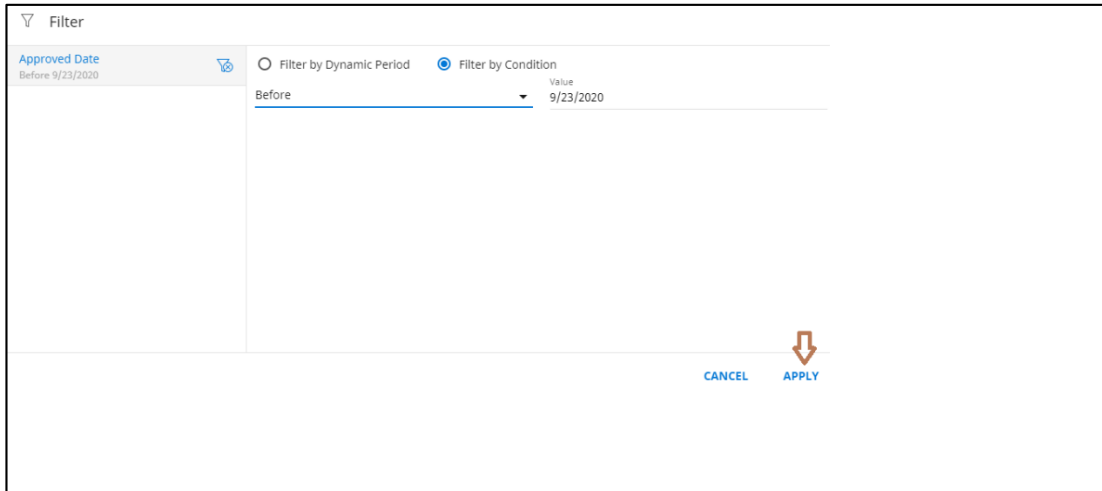 Filter
Approved Date
Before 9/23/2020
Filter by Dynamic Period Filter by Condition
Before
Value
9/23/2020
CANCEL APPLY